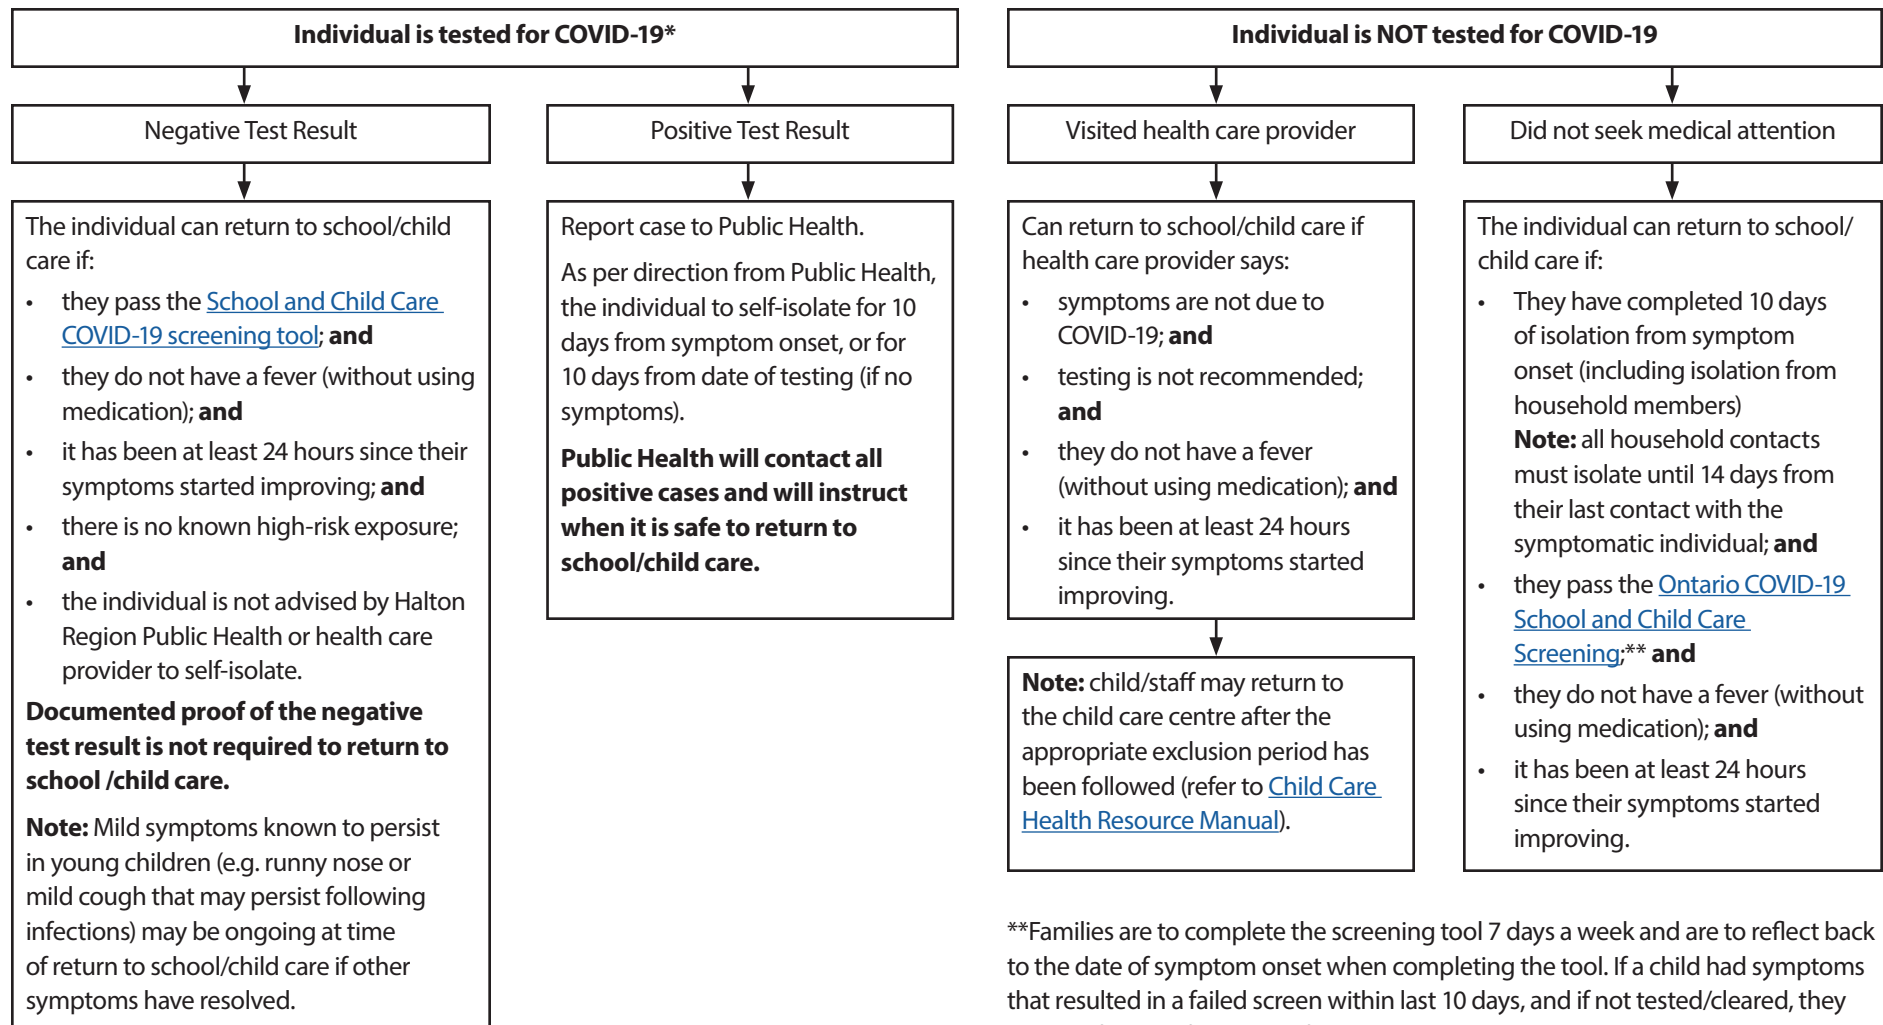 Individual is tested for COVID-19*
Negative Test Result
The individual can return to school/child
care if:
• they pass the School and Child Care
COVID-19 screening tool; and
• they do not have a fever (without using
medication); and
• it has been at least 24 hours since their
symptoms started improving; and
• there is no known high-risk exposure;
and
• the individual is not advised by Halton
Region Public Health or health care
provider to self-isolate.
Documented proof of the negative
test result is not required to return to
school /child care.
Note: Mild symptoms known to persist
in young children (e.g. runny nose or
mild cough that may persist following
infections) may be ongoing at time
of return to school/child care if other
symptoms have resolved.
Positive Test Result
Report case to Public Health.
As per direction from Public Health,
the individual to self-isolate for 10
days from symptom onset, or for
10 days from date of testing (if no
symptoms).
Public Health will contact all
positive cases and will instruct
when it is safe to return to
school/child care.
Individual is NOT tested for COVID-19
Visited health care provider
Can return to school/child care if
health care provider says:
• symptoms are not due to
COVID-19; and
• testing is not recommended;
and
• they do not have a fever
(without using medication); and
• it has been at least 24 hours
since their symptoms started
improving.
Note: child/staff may return to
the child care centre after the
appropriate exclusion period has
been followed (refer to Child Care
Health Resource Manual).
Did not seek medical attention
The individual can return to school/
child care if:
• They have completed 10 days
of isolation from symptom
onset (including isolation from
household members)
Note: all household contacts
must isolate until 14 days from
their last contact with the
symptomatic individual; and
• they pass the Ontario COVID-19
School and Child Care
Screening;** and
• they do not have a fever (without
using medication); and
• it has been at least 24 hours
since their symptoms started
improving.
**Families are to complete the screening tool 7 days a week and are to reflect back
to the date of symptom onset when completing the tool. If a child had symptoms
that resulted in a failed screen within last 10 days, and if not tested/cleared, they